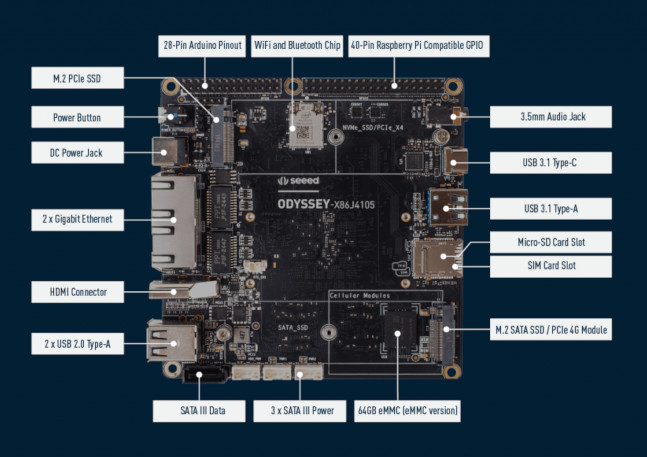 28-Pin Arduino Pinout
WiFi and Bluetooth Chip
40-Pin Raspberry Pi Compatible GPIO
M.2 PCIe SSD
Power Button
DC Power Jack
2 x Gigabit Ethernet
HDMI Connector
2 x USB 2.0 Type-A
3.5mm Audio Jack
USB 3.1 Type-C
USB 3.1 Type-A
Micro-SD Card Slot
SIM Card Slot
M.2 SATA SSD / PCIe 4G Module
NVMe_SSD/PCIe_X4
seeed
ODYSSEY-X86J4105
Cellular Modules
SATA_SSD
SATA III Data
3 x SATA III Power
64GB eMMC (eMMC version)